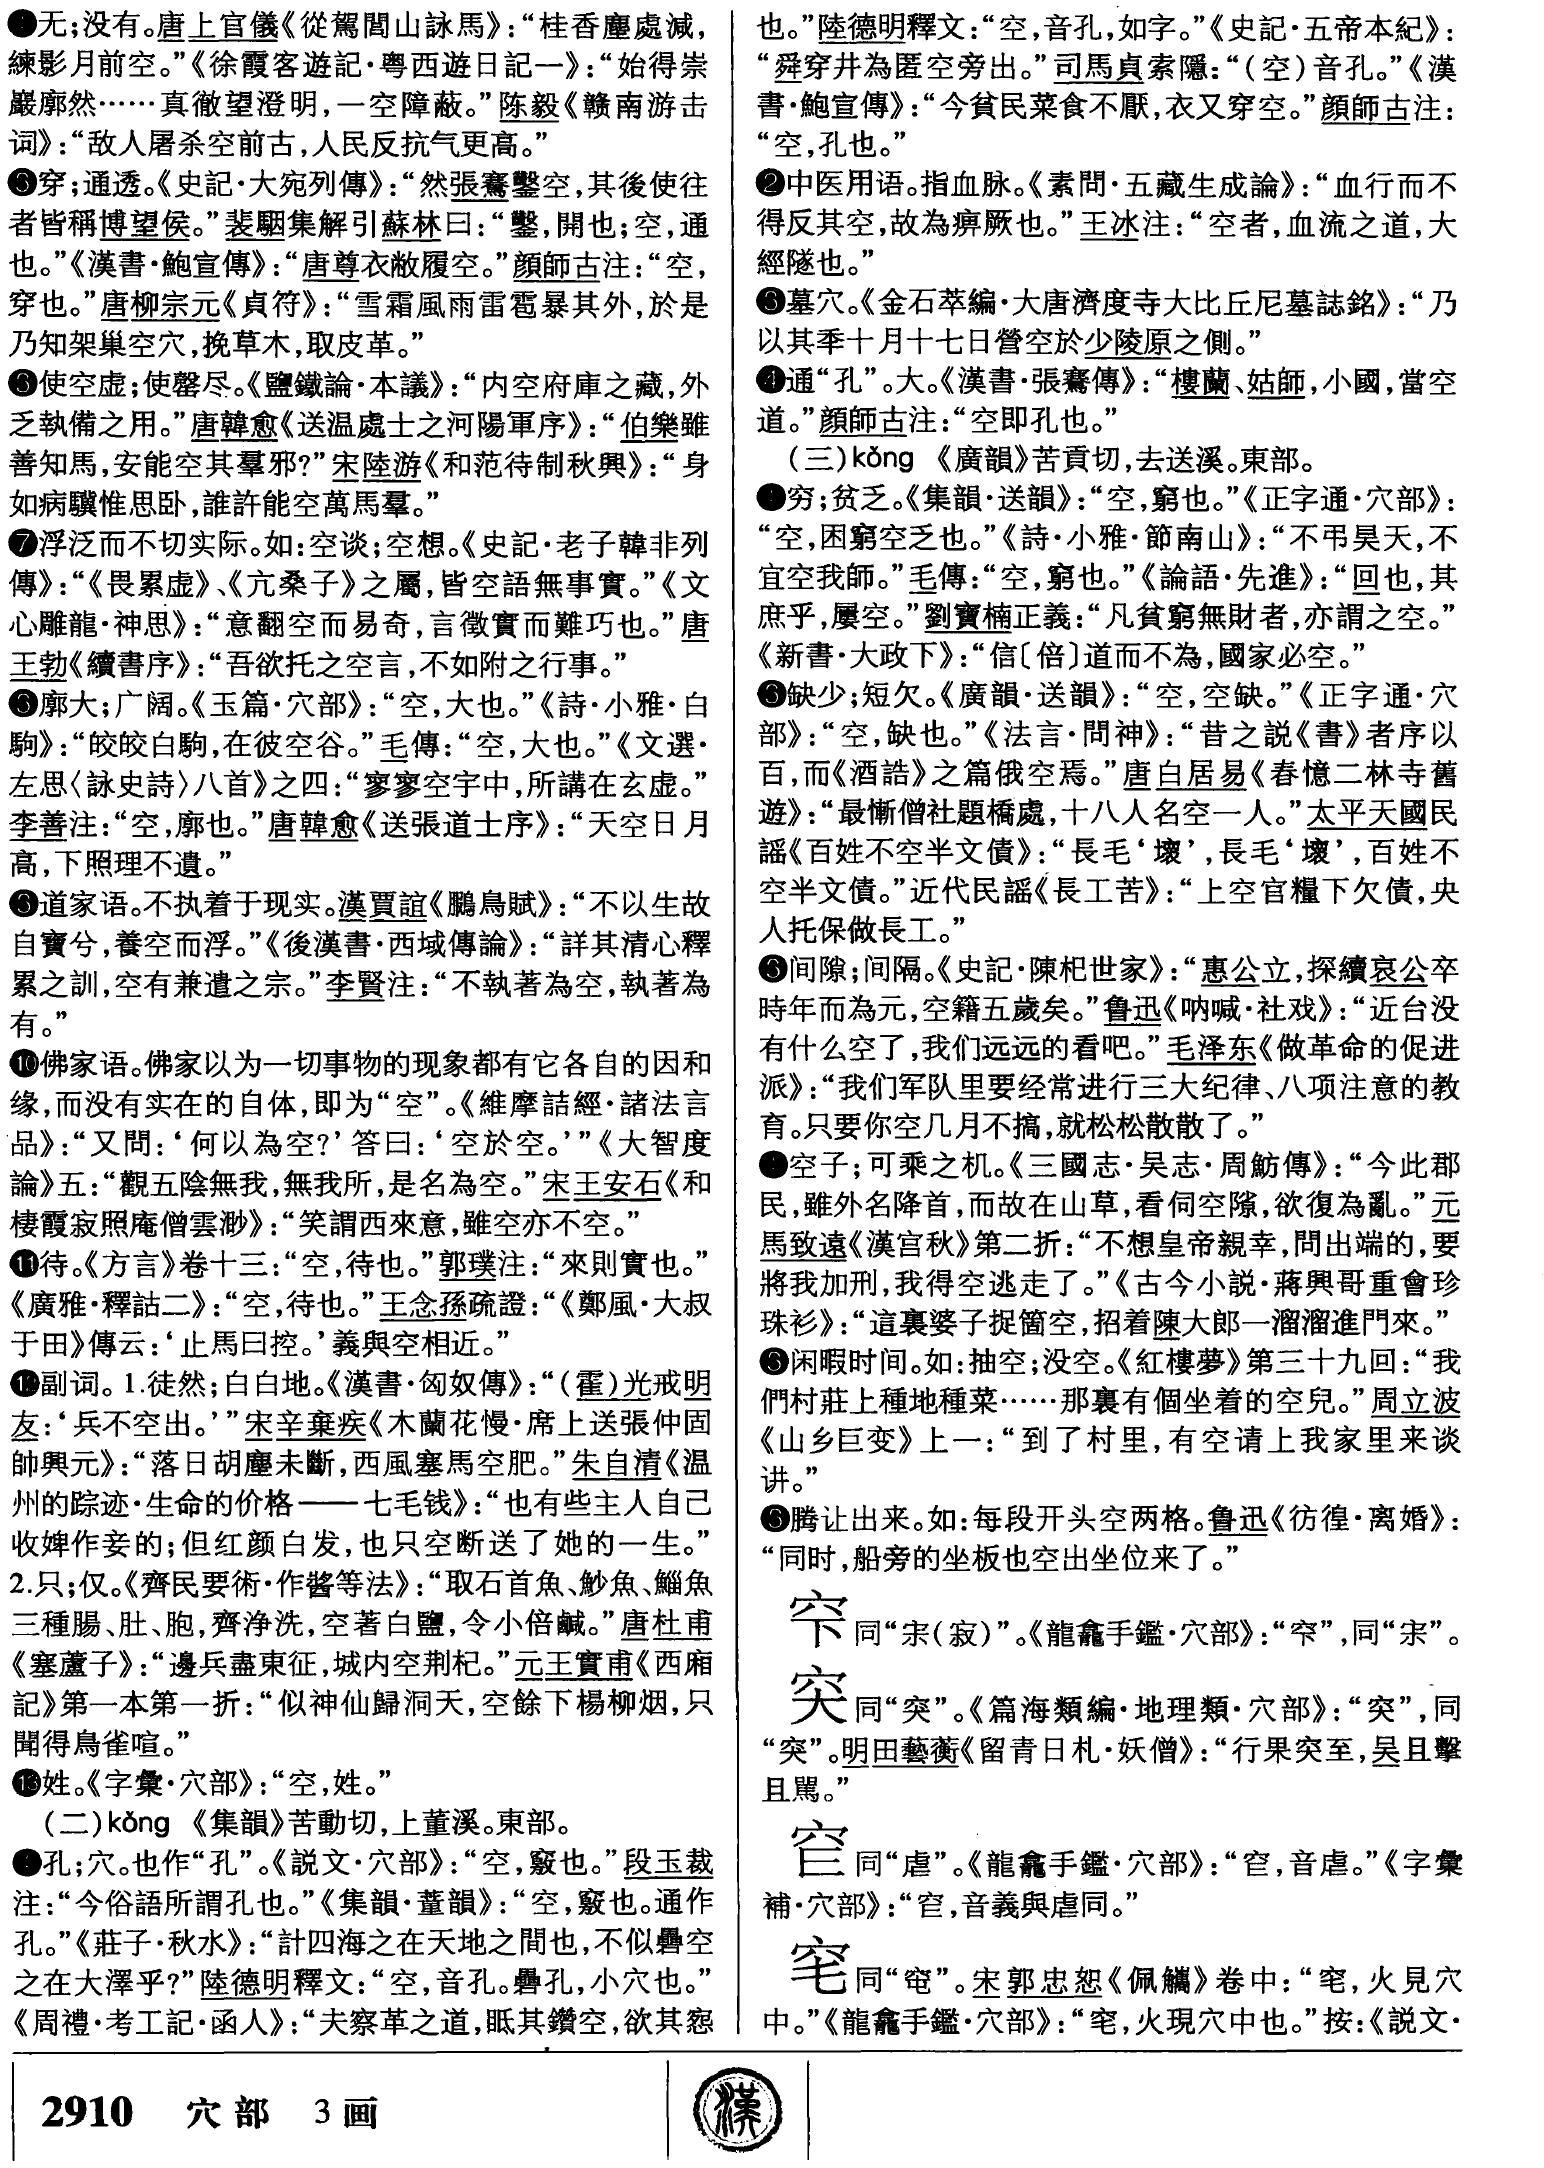 ❹无；没有。唐上官儀《從駕閭山詠馬》：“桂香塵處減，
練影月前空。”《徐霞客遊記·粵西遊日記一》：“始得崇
巖廓然……真徹望澄明，一空障蔽。”陈毅《赣南游击
词》：“敌人屠杀空前古，人民反抗气更高。”
❺穿；通透。《史記·大宛列傳》：“然張騫鑿空，其後使往
者皆稱博望侯。”裴駰集解引蘇林曰：“鑿，開也；空，通
也。”《漢書·鮑宣傳》：“唐尊衣敝履空。”顔師古注：“空，
穿也。”唐柳宗元《貞符》：“雪霜風雨雷雹暴其外，於是
乃知架巢空穴，挽草木，取皮革。”
❻使空虚；使罄尽。《鹽鐵論·本議》：“内空府庫之藏，外
乏執備之用。”唐韓愈《送温處士之河陽軍序》：“伯樂雖
善知馬，安能空其羣邪？”宋陸游《和范待制秋興》：“身
如病驥惟思卧，誰許能空萬馬羣。”
❼浮泛而不切实际。如：空谈；空想。《史記·老子韓非列
傳》：“《畏累虚》、《亢桑子》之屬，皆空語無事實。”《文
心雕龍·神思》：“意翻空而易奇，言徵實而難巧也。”唐
王勃《續書序》：“吾欲托之空言，不如附之行事。”
❽廓大；广阔。《玉篇·穴部》：“空，大也。”《詩·小雅·白
駒》：“皎皎白駒，在彼空谷。”毛傳：“空，大也。”《文選·
左思〈詠史詩〉八首》之四：“寥寥空宇中，所講在玄虚。”
李善注：“空，廓也。”唐韓愈《送張道士序》：“天空日月
高，下照理不遺。”
❾道家语。不执着于现实。漢賈誼《鵩鳥賦》：“不以生故
自寶兮，養空而浮。”《後漢書·西域傳論》：“詳其清心釋
累之訓，空有兼遣之宗。”李賢注：“不執著為空，執著為
有。”
❿佛家语。佛家以为一切事物的现象都有它各自的因和
缘，而没有实在的自体，即为“空”。《維摩詰經·諸法言
品》：“又問：‘何以為空？’答曰：‘空於空。’”《大智度
論》五：“觀五陰無我，無我所，是名為空。”宋王安石《和
棲霞寂照庵僧雲渺》：“笑謂西來意，雖空亦不空。”
⓫待。《方言》卷十三：“空，待也。”郭璞注：“來則實也。”
《廣雅·釋詁二》：“空，待也。”王念孫疏證：“《鄭風·大叔
于田》傳云：‘止馬曰控。’義與空相近。”
⓬副词。1.徒然；白白地。《漢書·匈奴傳》：“(霍)光戒明
友：‘兵不空出。’”宋辛棄疾《木蘭花慢·席上送張仲固
帥興元》：“落日胡塵未斷，西風塞馬空肥。”朱自清《温
州的踪迹·生命的价格——七毛钱》：“也有些主人自己
收婢作妾的；但红颜白发，也只空断送了她的一生。”
2.只；仅。《齊民要術·作醬等法》：“取石首魚、魦魚、鯔魚
三種腸、肚、胞，齊浄洗，空著白鹽，令小倍鹹。”唐杜甫
《塞蘆子》：“邊兵盡東征，城内空荆杞。”元王實甫《西廂
記》第一本第一折：“似神仙歸洞天，空餘下楊柳烟，只
聞得鳥雀喧。”
⓭姓。《字彙·穴部》：“空，姓。”
(二)kǒng 《集韻》苦動切，上董溪。東部。
❶孔；穴。也作“孔”。《説文·穴部》：“空，竅也。”段玉裁
注：“今俗語所謂孔也。”《集韻·董韻》：“空，竅也。通作
孔。”《莊子·秋水》：“計四海之在天地之間也，不似礨空
之在大澤乎？”陸德明釋文：“空，音孔。礨孔，小穴也。”
《周禮·考工記·函人》：“夫察革之道，眡其鑽空，欲其惌
也。”陸德明釋文：“空，音孔，如字。”《史記·五帝本紀》：
“舜穿井為匿空旁出。”司馬貞索隱：“(空)音孔。”《漢
書·鮑宣傳》：“今貧民菜食不厭，衣又穿空。”顔師古注：
“空，孔也。”
❷中医用语。指血脉。《素問·五藏生成論》：“血行而不
得反其空，故為痹厥也。”王冰注：“空者，血流之道，大
經隧也。”
❸墓穴。《金石萃編·大唐濟度寺大比丘尼墓誌銘》：“乃
以其季十月十七日營空於少陵原之側。”
❹通“孔”。大。《漢書·張騫傳》：“樓蘭、姑師，小國，當空
道。”顔師古注：“空即孔也。”
(三)kòng 《廣韻》苦貢切，去送溪。東部。
❶穷；贫乏。《集韻·送韻》：“空，窮也。”《正字通·穴部》：
“空，困窮空乏也。”《詩·小雅·節南山》：“不弔昊天，不
宜空我師。”毛傳：“空，窮也。”《論語·先進》：“回也，其
庶乎，屢空。”劉寶楠正義：“凡貧窮無財者，亦謂之空。”
《新書·大政下》：“信〔倍〕道而不為，國家必空。”
❷缺少；短欠。《廣韻·送韻》：“空，空缺。”《正字通·穴
部》：“空，缺也。”《法言·問神》：“昔之説《書》者序以
百，而《酒誥》之篇俄空焉。”唐白居易《春憶二林寺舊
遊》：“最慚僧社題橋處，十八人名空一人。”太平天國民
謡《百姓不空半文債》：“長毛‘壞’，長毛‘壞’，百姓不
空半文債。”近代民謡《長工苦》：“上空官糧下欠債，央
人托保做長工。”
❸间隙；间隔。《史記·陳杞世家》：“惠公立，探續哀公卒
時年而為元，空籍五歲矣。”鲁迅《呐喊·社戏》：“近台没
有什么空了，我们远远的看吧。”毛泽东《做革命的促进
派》：“我们军队里要经常进行三大纪律、八项注意的教
育。只要你空几月不搞，就松松散散了。”
❹空子；可乘之机。《三國志·吴志·周魴傳》：“今此郡
民，雖外名降首，而故在山草，看伺空隙，欲復為亂。”元
馬致遠《漢宫秋》第二折：“不想皇帝親幸，問出端的，要
將我加刑，我得空逃走了。”《古今小説·蔣興哥重會珍
珠衫》：“這裏婆子捉箇空，招着陳大郎一溜溜進門來。”
❺闲暇时间。如：抽空；没空。《紅樓夢》第三十九回：“我
們村莊上種地種菜……那裏有個坐着的空兒。”周立波
《山乡巨变》上一：“到了村里，有空请上我家里来谈
讲。”
❻腾让出来。如：每段开头空两格。鲁迅《彷徨·离婚》：
“同时，船旁的坐板也空出坐位来了。”
窄 同“宗(寂)”。《龍龕手鑑·穴部》：同“宗”。
突 同“突”。《篇海類編·地理類·穴部》：“突”，同
“突”。明田藝蘅《留青日札·妖僧》：“行果突至，吴且擊
且駡。”
同“虐”。《龍龕手鑑·穴部》：“音虐。”《字彙
補·穴部》：“音義與虐同。”
同“窀”。宋郭忠恕《佩觿》卷中：“火見穴
中。”《龍龕手鑑·穴部》：“火現穴中也。”按：《説文·
2910 穴部 3画
漢